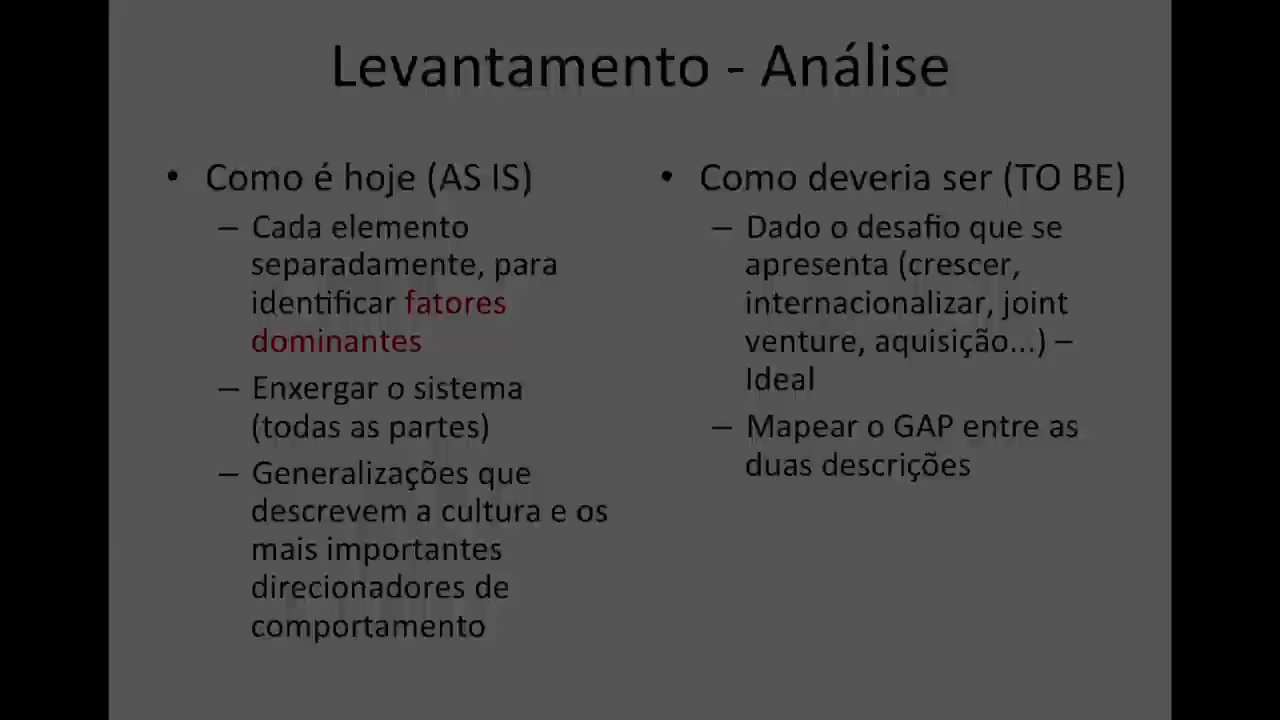 Levantamento - Análise
• Como é hoje (AS IS)
– Cada elemento
separadamente, para
identificar fatores
dominantes
– Enxergar o sistema
(todas as partes)
– Generalizações que
descrevem a cultura e os
mais importantes
direcionadores de
comportamento
• Como deveria ser (TO BE)
– Dado o desafio que se
apresenta (crescer,
internacionalizar, joint
venture, aquisição...) –
Ideal
– Mapear o GAP entre as
duas descrições